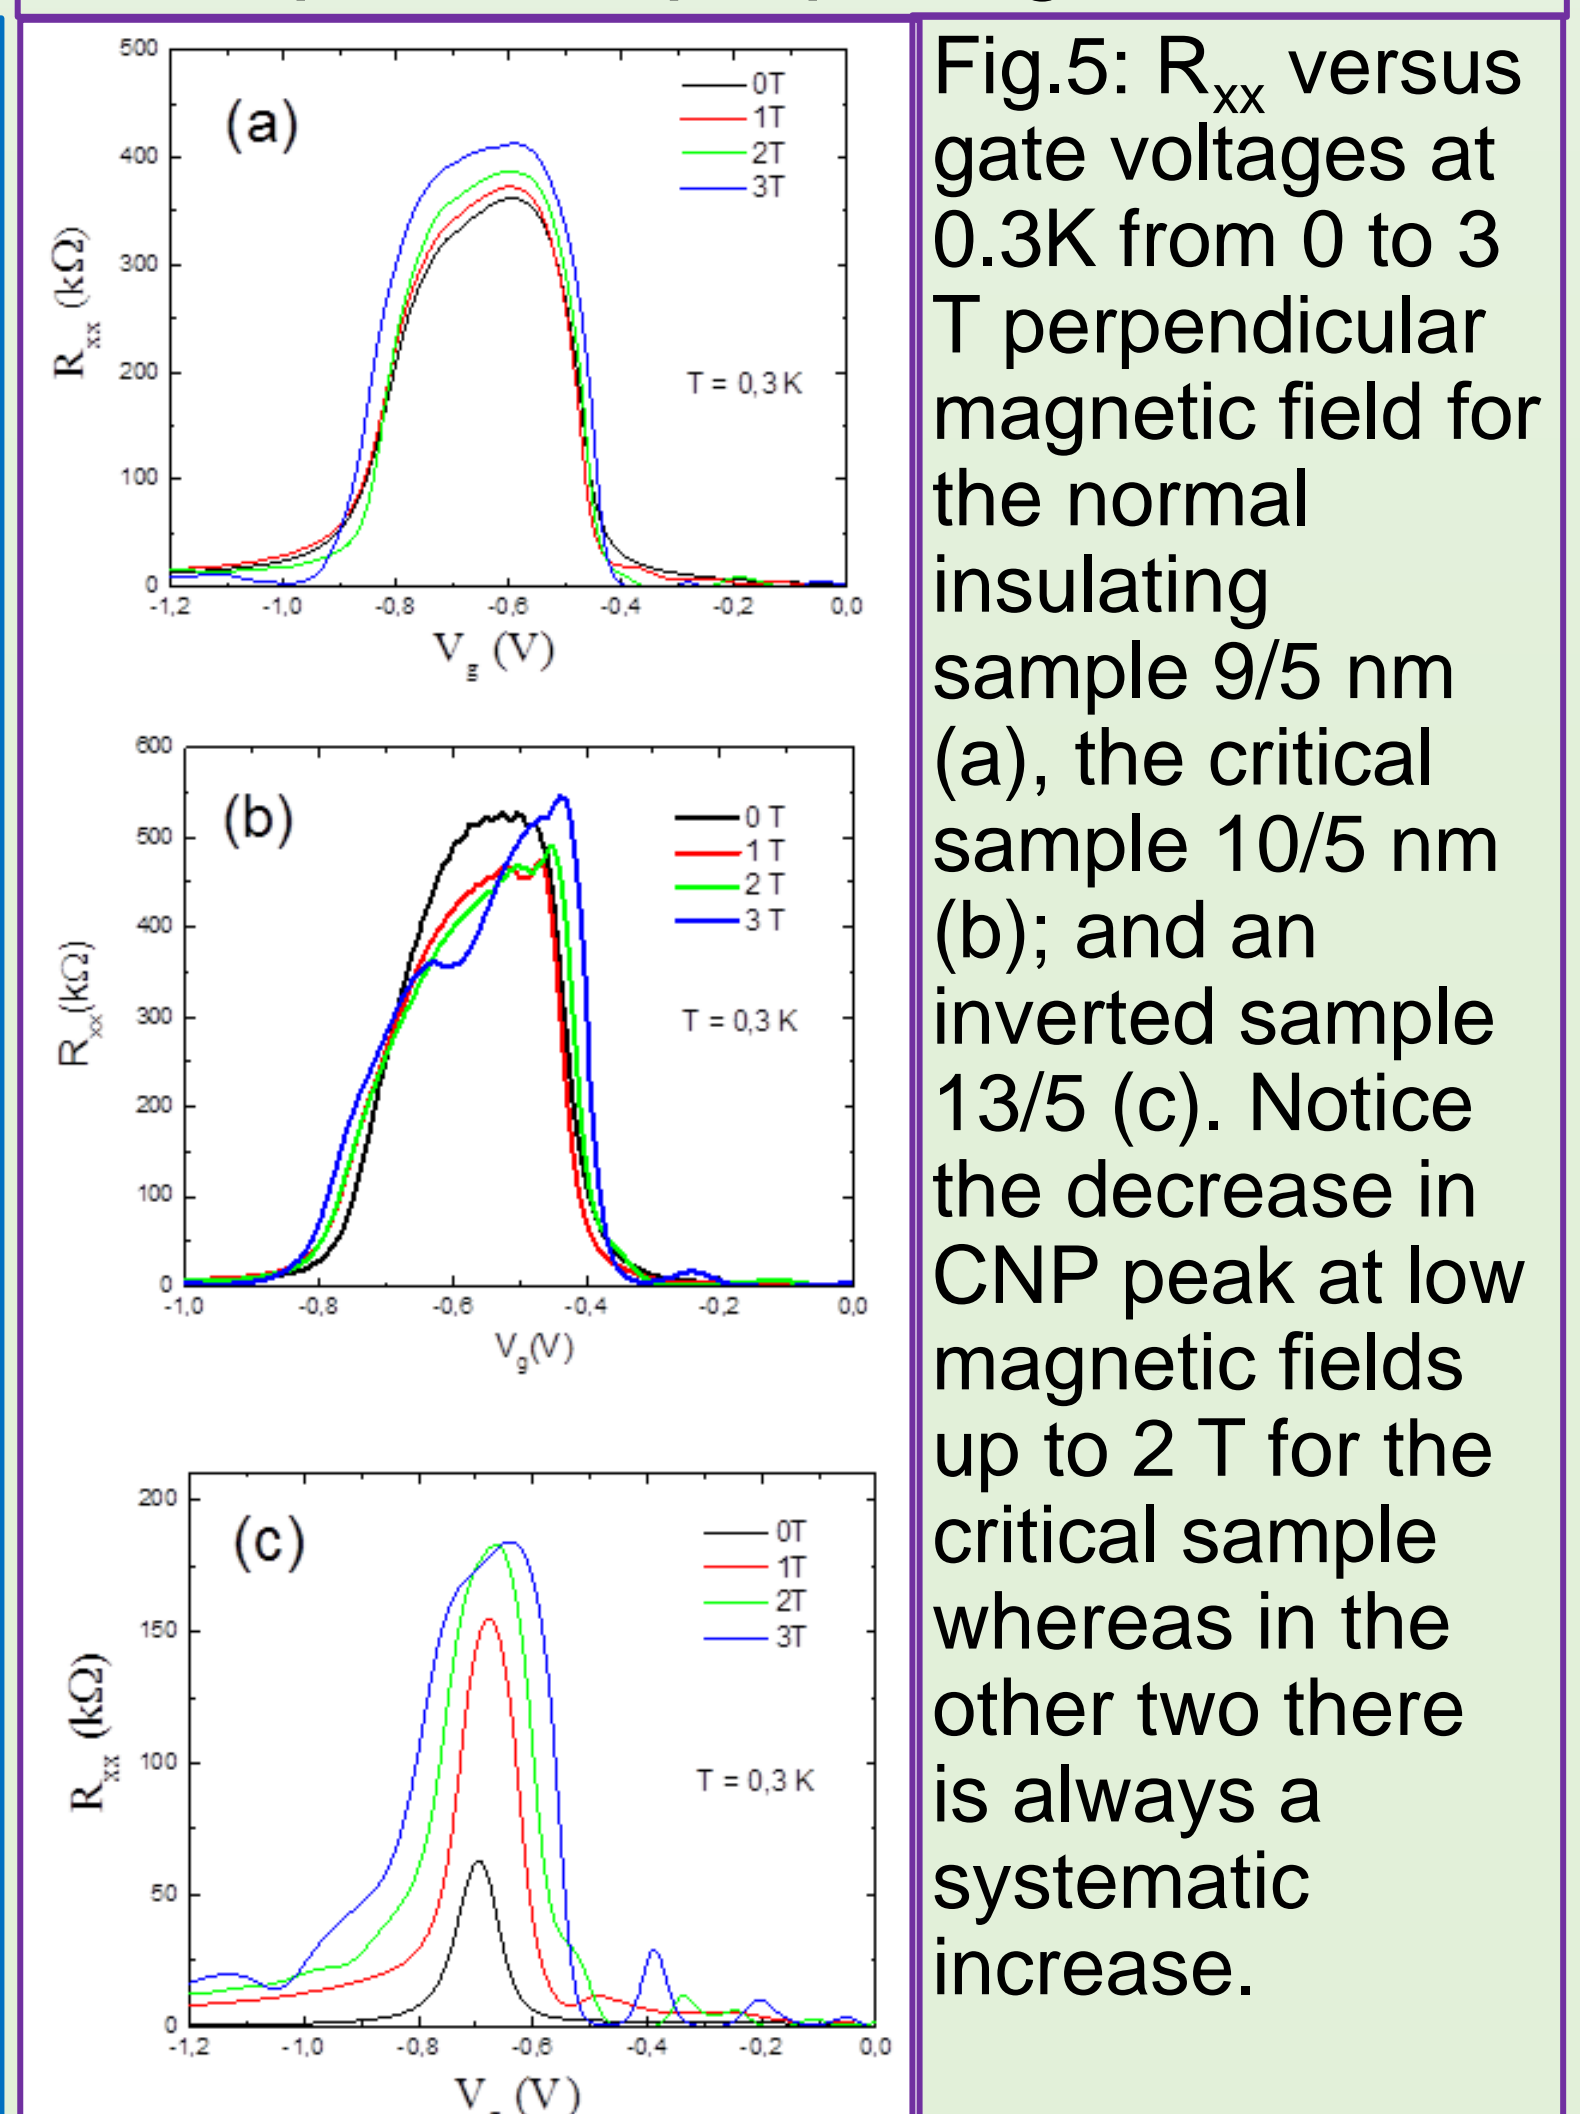 500
400
300
200
100
0
R_xx (kΩ)
(a)
0T
1T
2T
3T
T = 0,3 K
-1,2
-1,0
-0,8
-0,6
-0,4
-0,2
0,0
V_g (V)
600
500
400
300
200
100
0
R_xx(kΩ)
(b)
0 T
1 T
2 T
3 T
T = 0,3 K
-1,0
-0,8
-0,6
-0,4
-0,2
0,0
V_g(V)
200
150
100
50
0
R_xx (kΩ)
(c)
0T
1T
2T
3T
T = 0,3 K
-1,2
-1,0
-0,8
-0,6
-0,4
-0,2
0,0
V (V)
Fig.5: R_xx versus
gate voltages at
0.3K from 0 to 3
T perpendicular
magnetic field for
the normal
insulating
sample 9/5 nm
(a), the critical
sample 10/5 nm
(b); and an
inverted sample
13/5 (c). Notice
the decrease in
CNP peak at low
magnetic fields
up to 2 T for the
critical sample
whereas in the
other two there
is always a
systematic
increase.